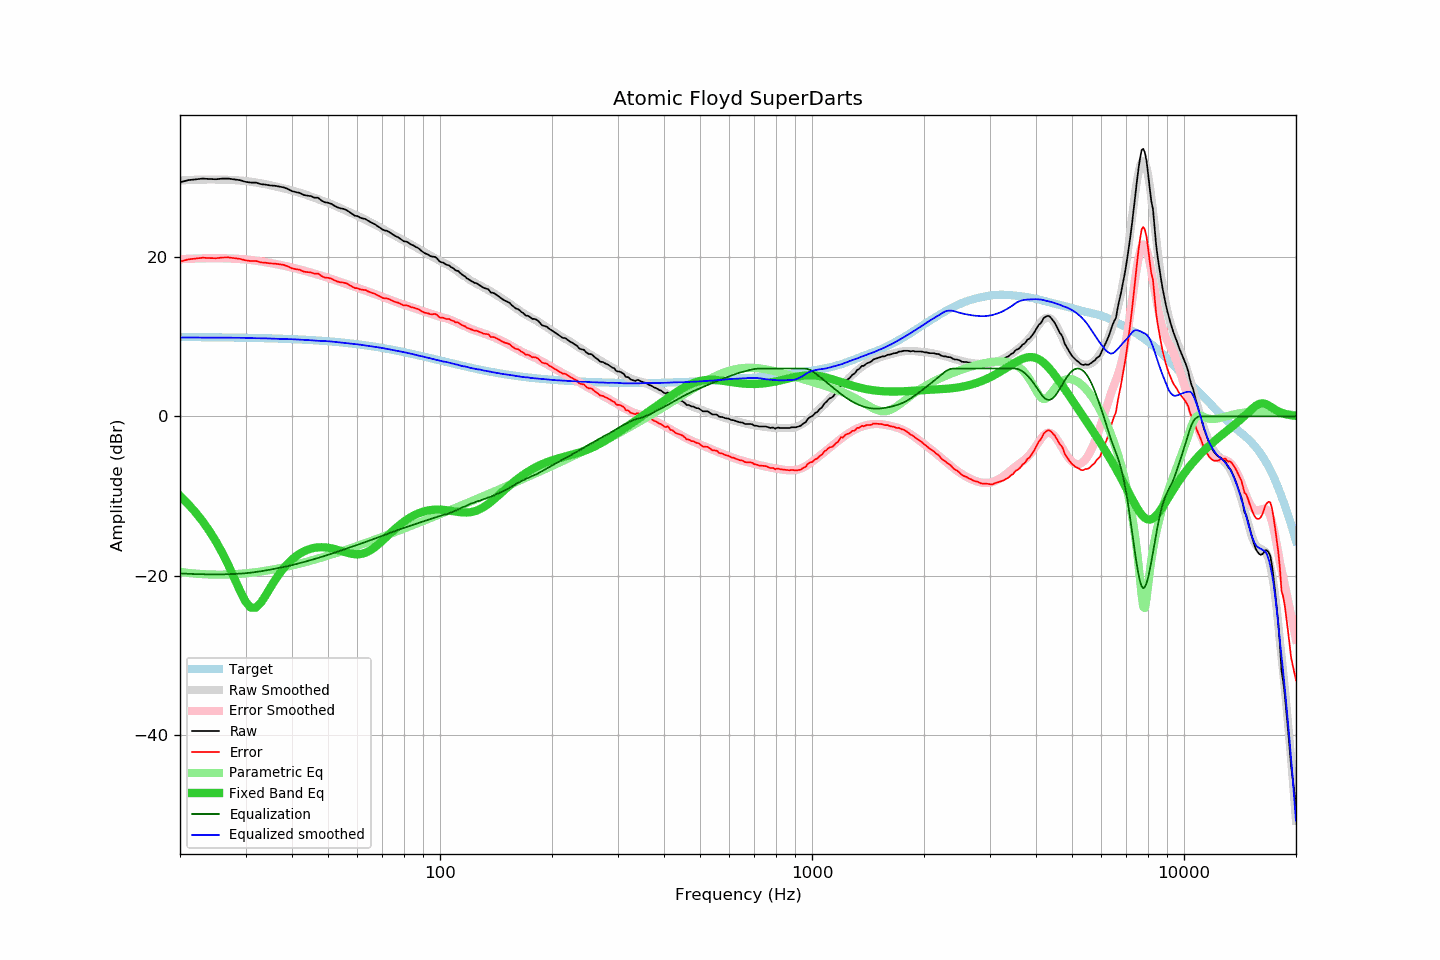 Atomic Floyd SuperDarts
Amplitude (dBr)
20
0
−20
−40
Target
Raw Smoothed
Error Smoothed
Raw
Error
Parametric Eq
Fixed Band Eq
Equalization
Equalized smoothed
100
1000
10000
Frequency (Hz)